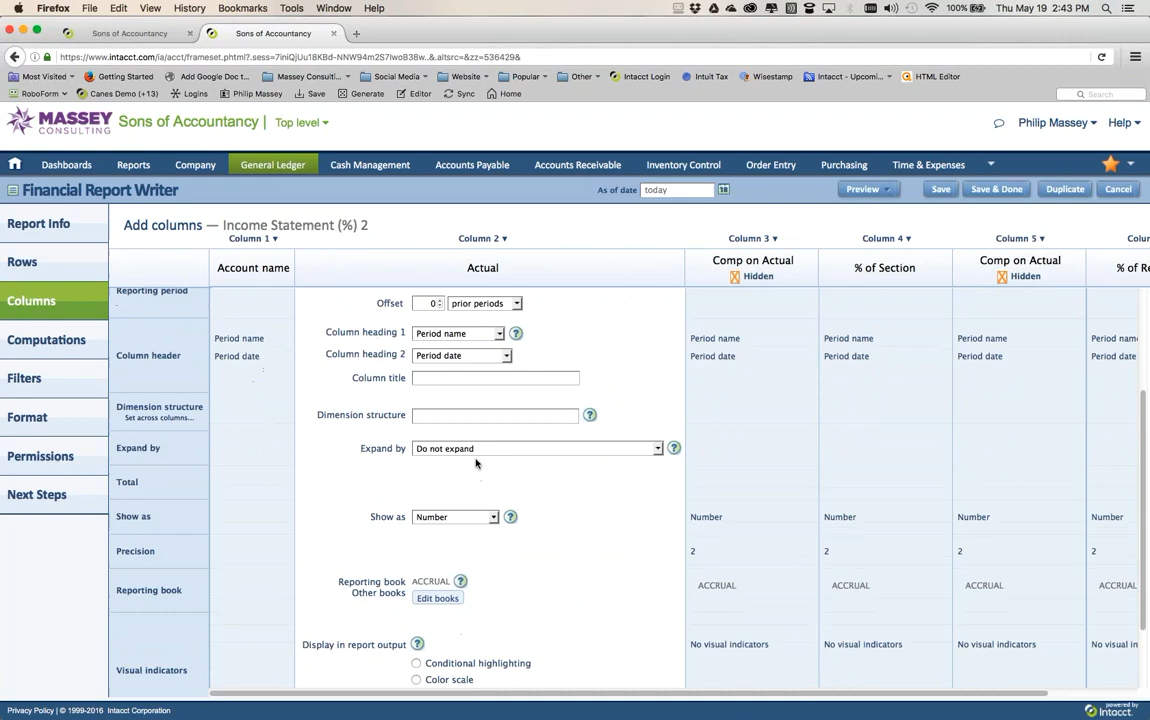 Firefox File Edit View History Bookmarks Tools Window Help 100% Thu May 19 2:43 PM
Sons of Accountancy × Sons of Accountancy × +
https://www.intacct.com/ia/acct/frameset.phtml?.sess=7iniQjUu18KBd-NNW94m2S7lwoB38w..&.altsrc=&zz=536429&
Most Visited Getting Started Add Google Doc t... Massey Consulti... Social Media Website Popular Other Intacct Login Intuit Tax Wisestamp Intacct - Upcomi... HTML Editor
RoboForm Canes Demo (+13) Logins Philip Massey Save Generate Editor Sync Home Search
MASSEY CONSULTING Sons of Accountancy | Top level Philip Massey Help
Dashboards Reports Company General Ledger Cash Management Accounts Payable Accounts Receivable Inventory Control Order Entry Purchasing Time & Expenses
Financial Report Writer As of date today 18 Preview Save Save & Done Duplicate Cancel
Report Info
Rows
Columns
Computations
Filters
Format
Permissions
Next Steps
Add columns — Income Statement (%) 2
Column 1 ▾ Column 2 ▾ Column 3 ▾ Column 4 ▾ Column 5 ▾ Colur
Account name Actual Comp on Actual % of Section Comp on Actual % of Re
Hidden Hidden
Reporting period
Offset 0 prior periods
Column heading 1 Period name ?
Period name Period name Period name Period name Period nam
Column header Column heading 2 Period date
Period date Period date Period date Period date Period date
Column title
Dimension structure
Set across columns...
Dimension structure ?
Expand by Expand by Do not expand ?
Total
Show as Show as Number ? Number Number Number Number
Precision 2 2 2 2
Reporting book Reporting book ACCRUAL ? ACCRUAL ACCRUAL ACCRUAL ACCRUAL
Other books Edit books
Display in report output ? No visual indicators No visual indicators No visual indicators No visual
Visual indicators Conditional highlighting
Color scale
Privacy Policy | © 1999-2016 Intacct Corporation powered by Intacct